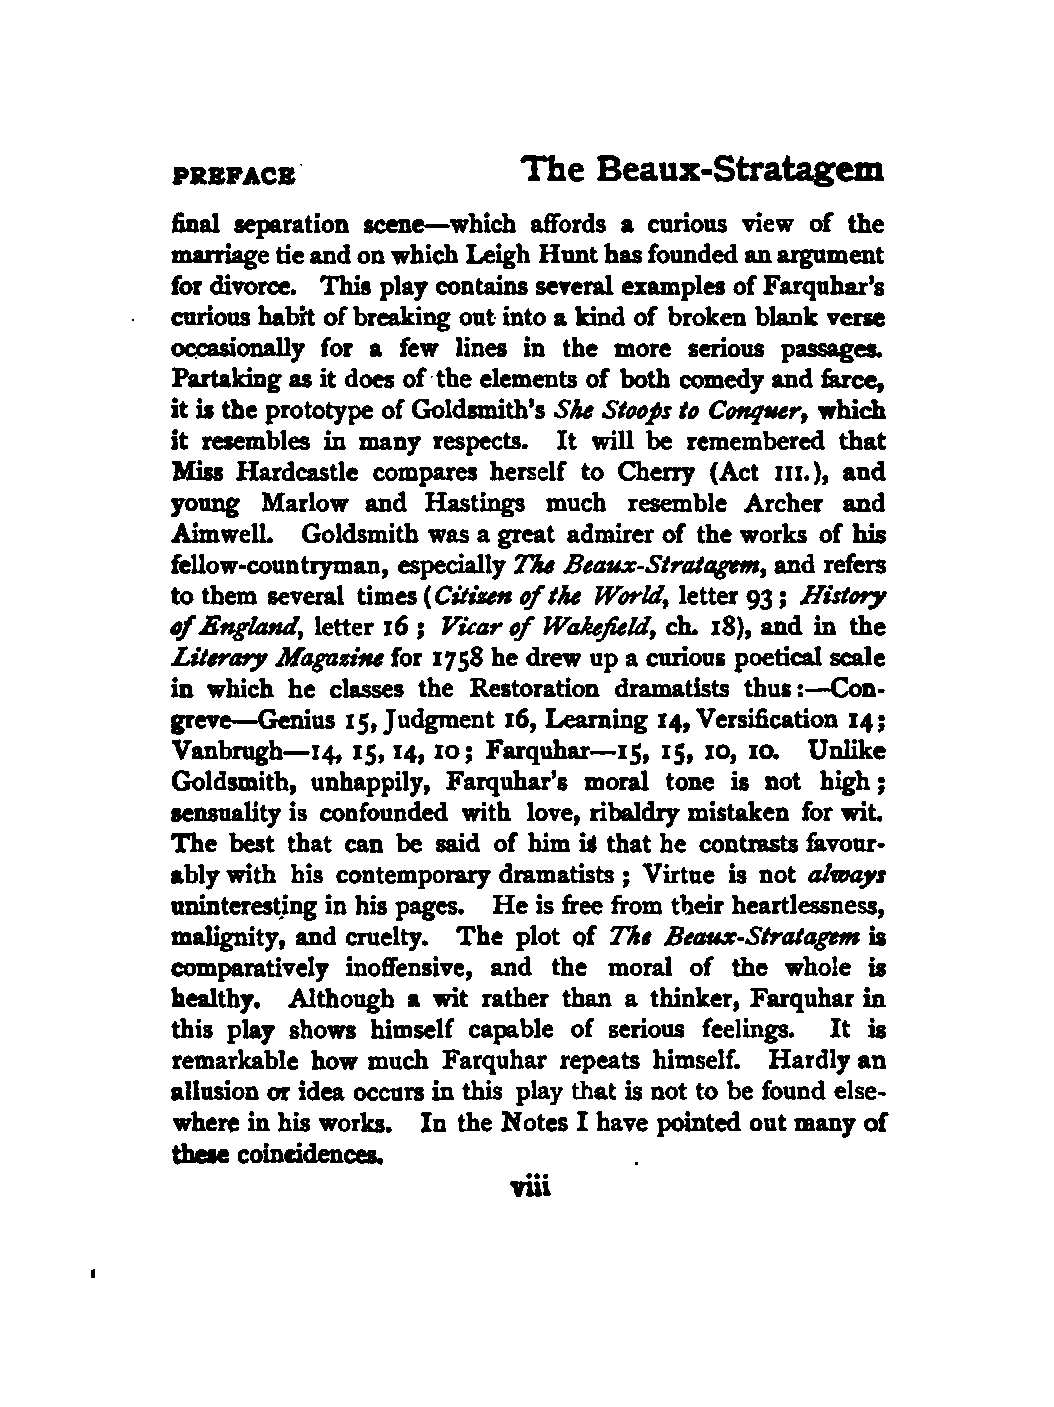 PREFACE The Beaux-Stratagem
final separation scene—which affords a curious view of the
marriage tie and on which Leigh Hunt has founded an argument
for divorce. This play contains several examples of Farquhar's
curious habit of breaking out into a kind of broken blank verse
occasionally for a few lines in the more serious passages.
Partaking as it does of the elements of both comedy and farce,
it is the prototype of Goldsmith's She Stoops to Conquer, which
it resembles in many respects. It will be remembered that
Miss Hardcastle compares herself to Cherry (Act III.), and
young Marlow and Hastings much resemble Archer and
Aimwell. Goldsmith was a great admirer of the works of his
fellow-countryman, especially The Beaux-Stratagem, and refers
to them several times (Citizen of the World, letter 93; History
of England, letter 16; Vicar of Wakefield, ch. 18), and in the
Literary Magazine for 1758 he drew up a curious poetical scale
in which he classes the Restoration dramatists thus:—Con-
greve—Genius 15, Judgment 16, Learning 14, Versification 14;
Vanbrugh—14, 15, 14, 10; Farquhar—15, 15, 10, 10. Unlike
Goldsmith, unhappily, Farquhar's moral tone is not high;
sensuality is confounded with love, ribaldry mistaken for wit.
The best that can be said of him is that he contrasts favour-
ably with his contemporary dramatists; Virtue is not always
uninteresting in his pages. He is free from their heartlessness,
malignity, and cruelty. The plot of The Beaux-Stratagem is
comparatively inoffensive, and the moral of the whole is
healthy. Although a wit rather than a thinker, Farquhar in
this play shows himself capable of serious feelings. It is
remarkable how much Farquhar repeats himself. Hardly an
allusion or idea occurs in this play that is not to be found else-
where in his works. In the Notes I have pointed out many of
these coincidences.
viii